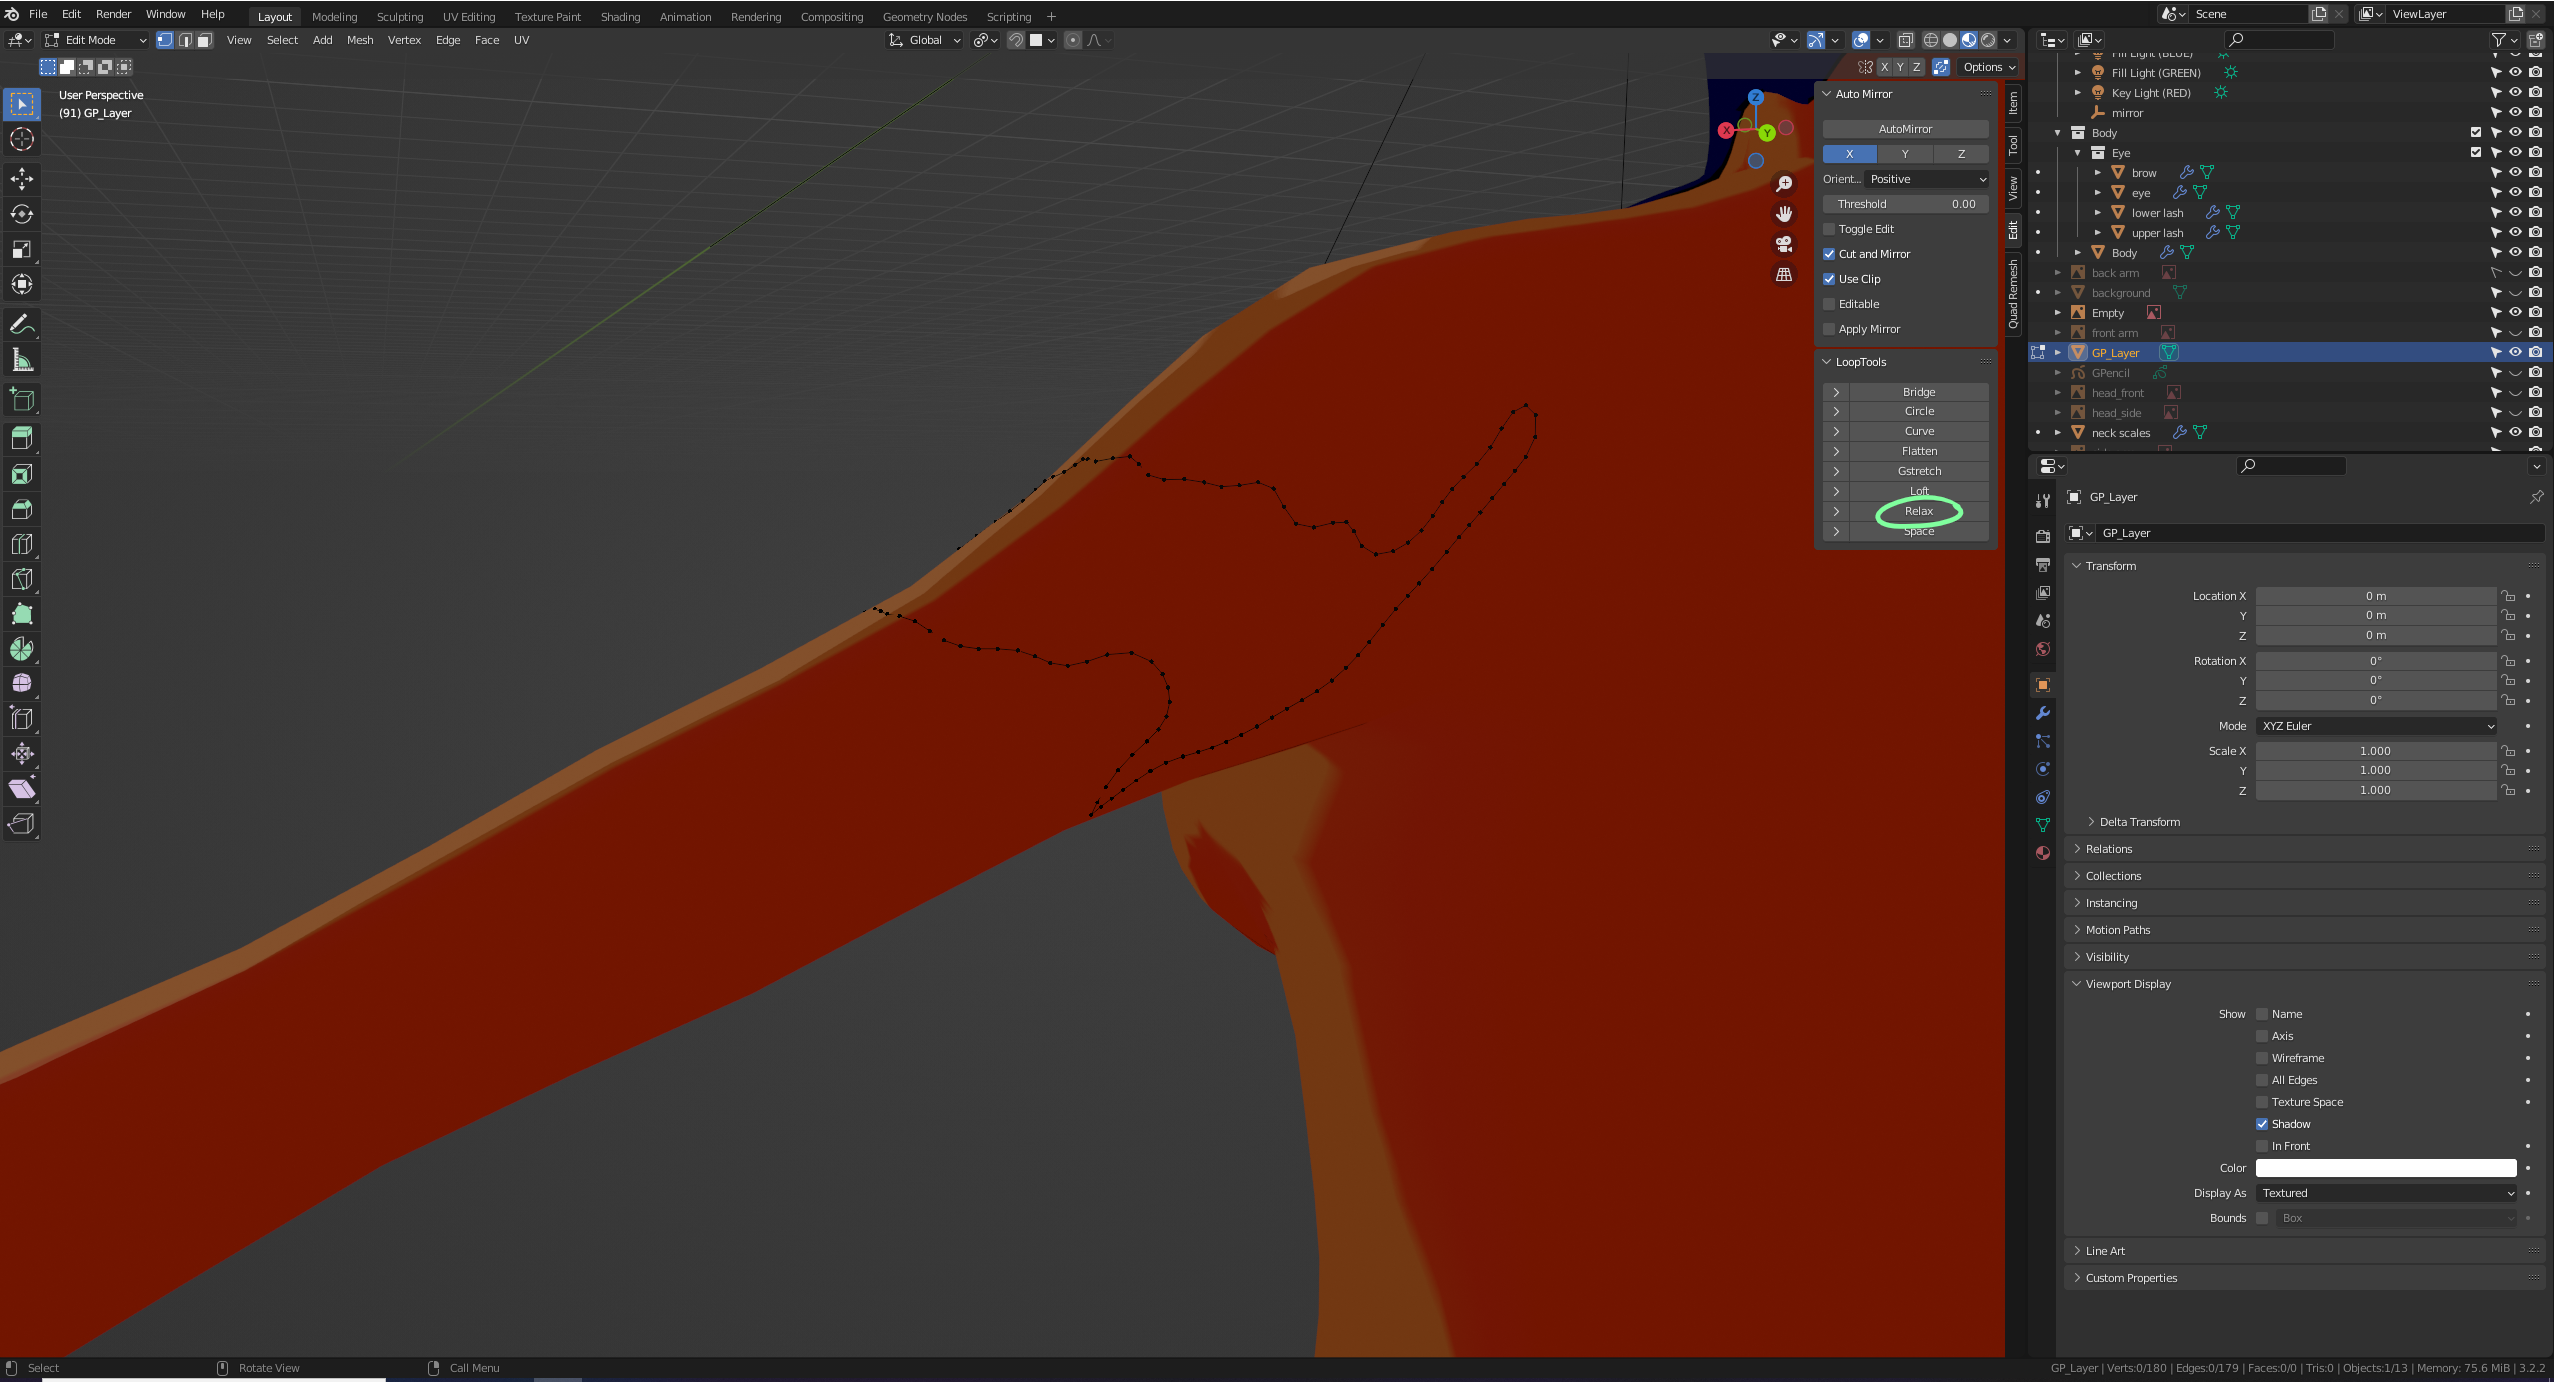 File Edit Render Window Help Layout Modeling Sculpting UV Editing Texture Paint Shading Animation Rendering Compositing Geometry Nodes Scripting + Scene ViewLayer
Edit Mode View Select Add Mesh Vertex Edge Face UV Global
X Y Z Options
User Perspective
(91) GP_Layer
Z
X
Y
Auto Mirror
AutoMirror
X Y Z
Orient... Positive
Threshold 0.00
Toggle Edit
Cut and Mirror
Use Clip
Editable
Apply Mirror
LoopTools
Bridge
Circle
Curve
Flatten
Gstretch
Loft
Relax
Space
Item
Tool
View
Edit
Quad Remesh
Fill Light (BLUE)
Fill Light (GREEN)
Key Light (RED)
mirror
Body
Eye
brow
eye
lower lash
upper lash
Body
back arm
background
Empty
front arm
GP_Layer
GPencil
head_front
head_side
neck scales
GP_Layer
GP_Layer
Transform
Location X 0 m
Y 0 m
Z 0 m
Rotation X 0°
Y 0°
Z 0°
Mode XYZ Euler
Scale X 1.000
Y 1.000
Z 1.000
Delta Transform
Relations
Collections
Instancing
Motion Paths
Visibility
Viewport Display
Show Name
Axis
Wireframe
All Edges
Texture Space
Shadow
In Front
Color
Display As Textured
Bounds Box
Line Art
Custom Properties
Select Rotate View Call Menu GP_Layer | Verts:0/180 | Edges:0/179 | Faces:0/0 | Tris:0 | Objects:1/13 | Memory: 75.6 MiB | 3.2.2